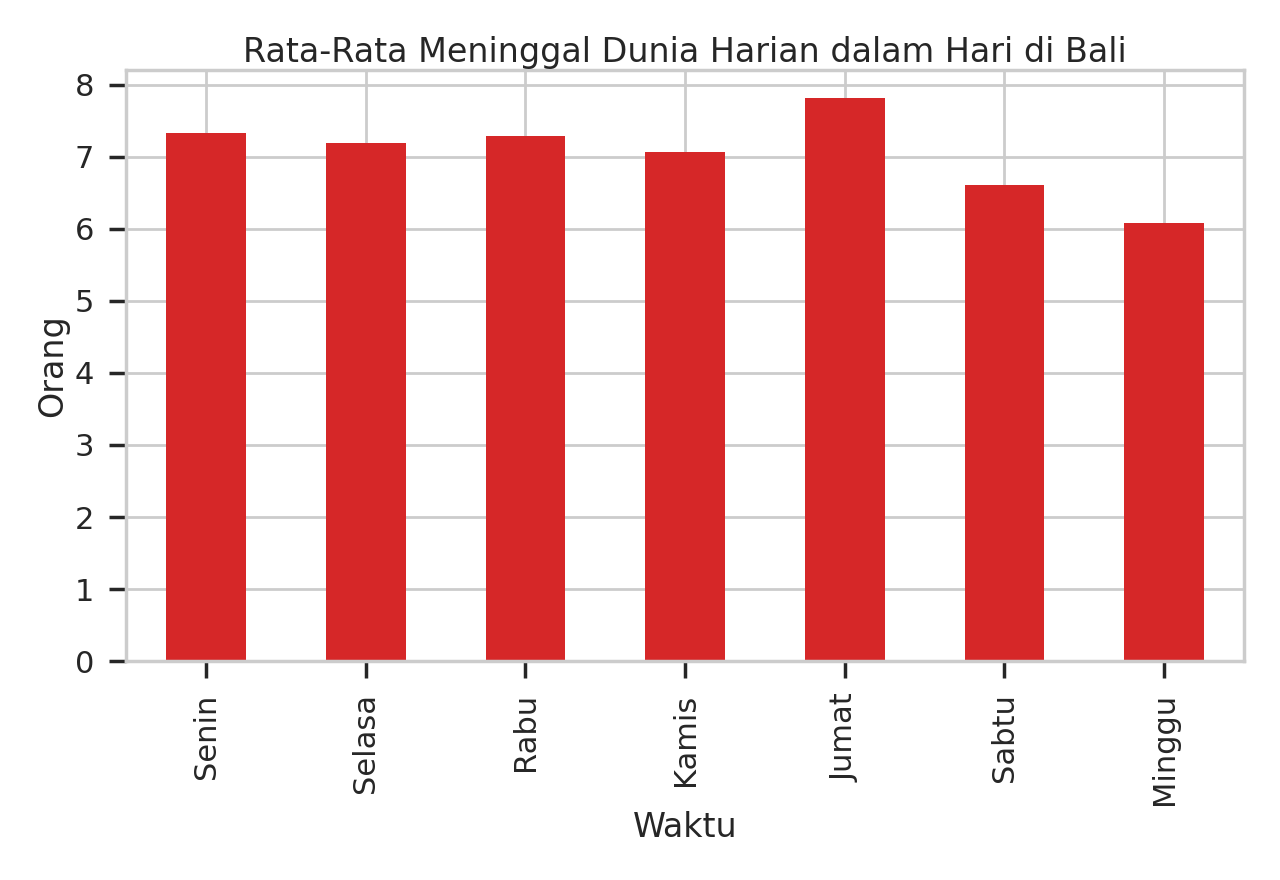 Rata-Rata Meninggal Dunia Harian dalam Hari di Bali
8
7
6
5
4
3
2
1
0
Orang
Senin
Selasa
Rabu
Kamis
Jumat
Sabtu
Minggu
Waktu